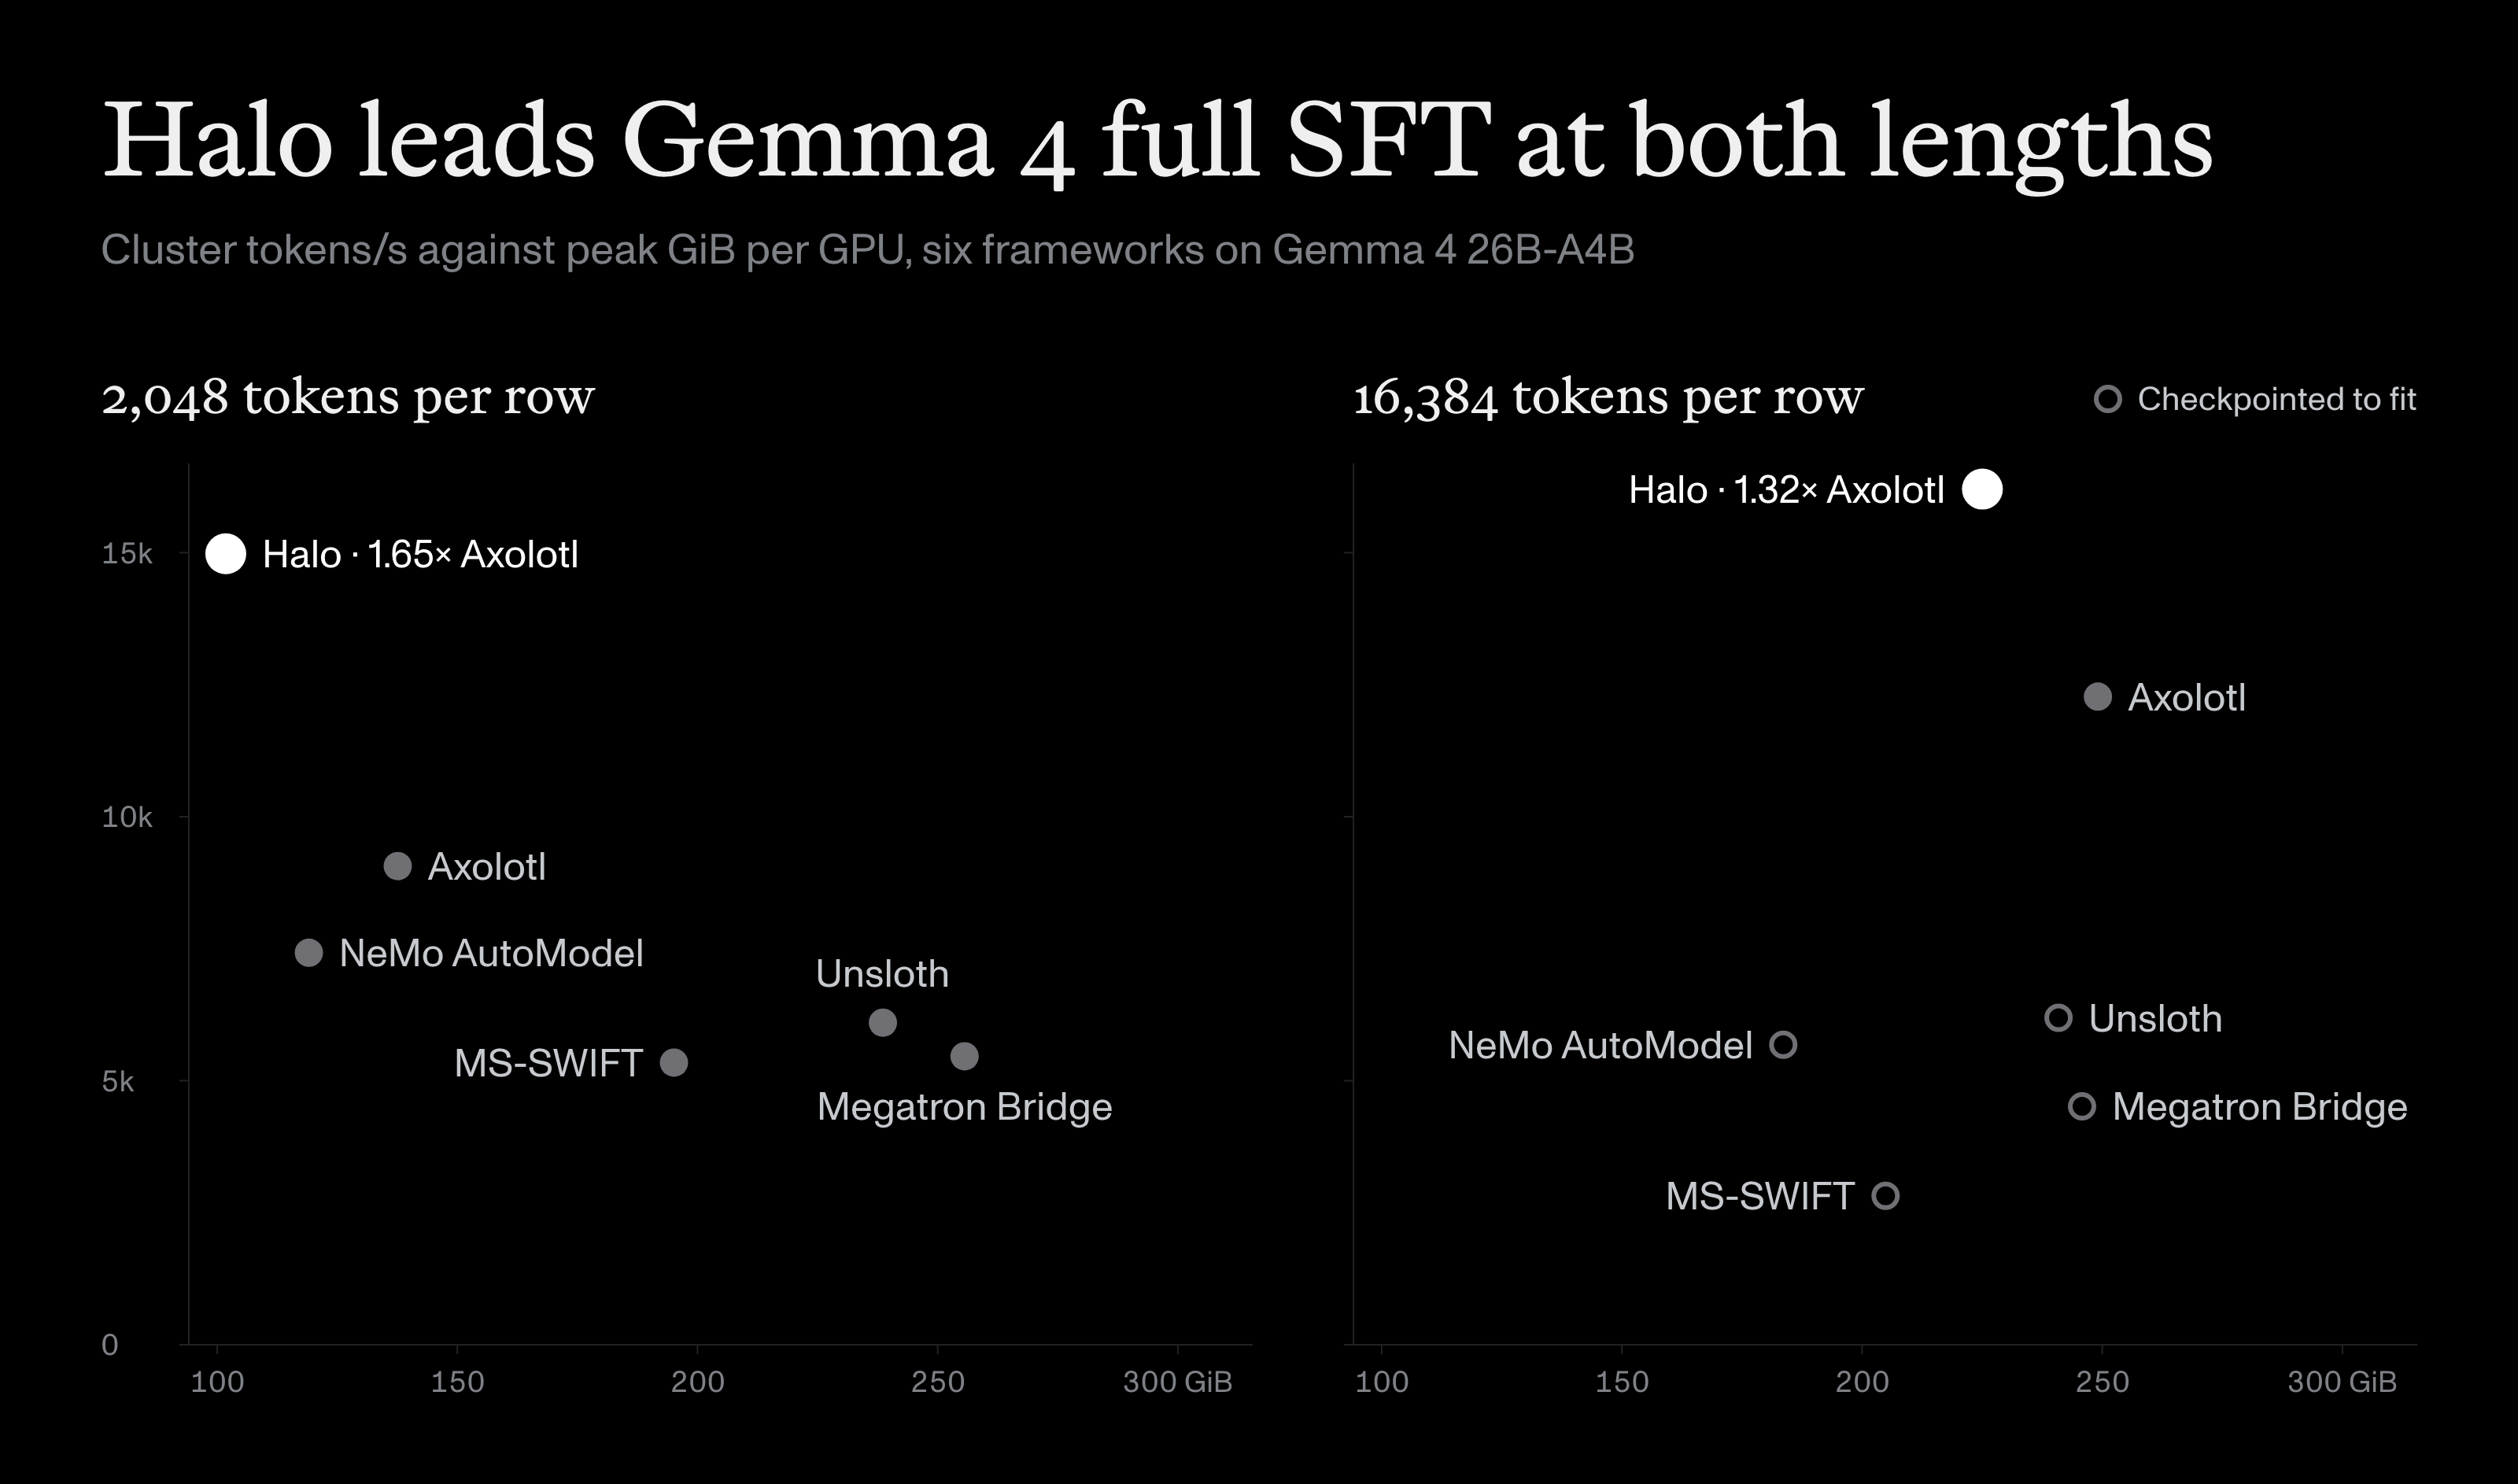 Halo leads Gemma 4 full SFT at both lengths
Cluster tokens/s against peak GiB per GPU, six frameworks on Gemma 4 26B-A4B
2,048 tokens per row
15k
10k
5k
0
Halo · 1.65× Axolotl
Axolotl
NeMo AutoModel
Unsloth
MS-SWIFT
Megatron Bridge
100 150 200 250 300 GiB
16,384 tokens per row
Checkpointed to fit
Halo · 1.32× Axolotl
Axolotl
Unsloth
NeMo AutoModel
Megatron Bridge
MS-SWIFT
100 150 200 250 300 GiB